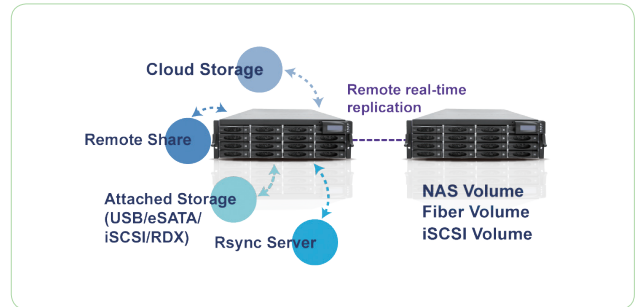 Cloud Storage
Remote real-time
replication
Remote Share
Attached Storage
(USB/eSATA/
iSCSI/RDX)
Rsync Server
NAS Volume
Fiber Volume
iSCSI Volume